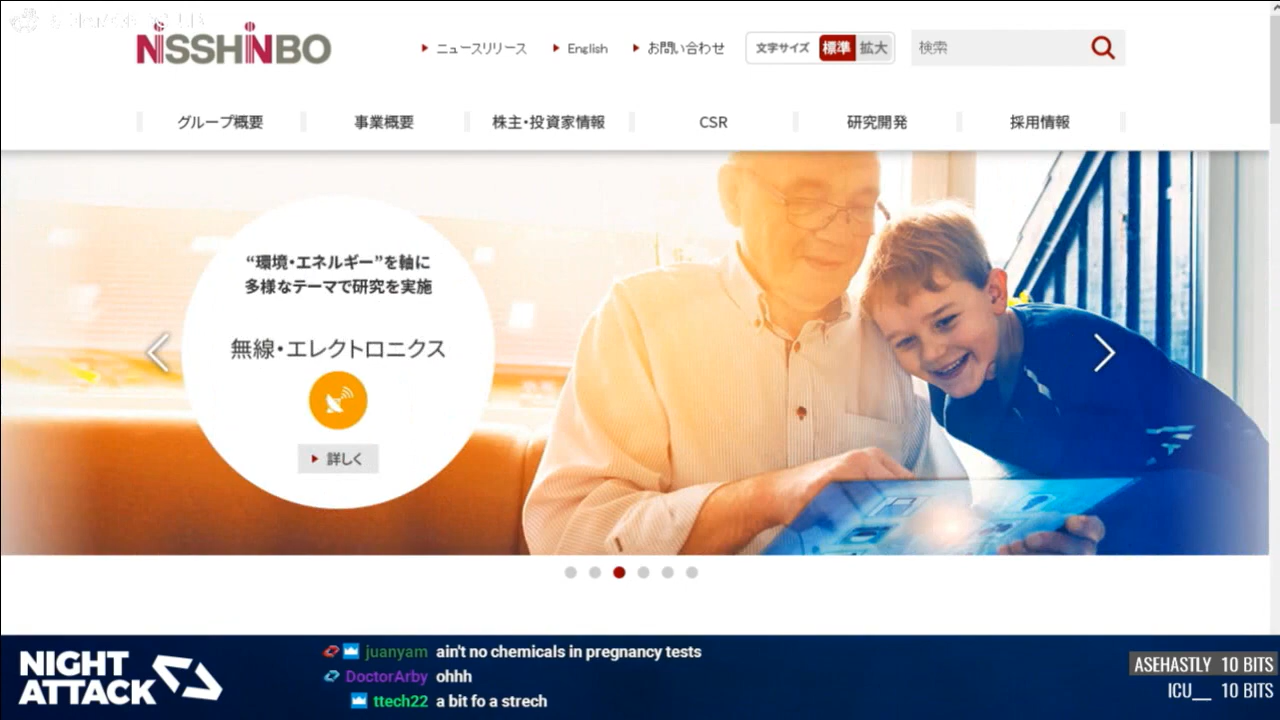 NISSHINBO
ニュースリリース
English
お問い合わせ
文字サイズ 標準 拡大
検索
グループ概要
事業概要
株主・投資家情報
CSR
研究開発
採用情報
“環境・エネルギー”を軸に
多様なテーマで研究を実施
無線・エレクトロニクス
詳しく
NIGHT
ATTACK
juanyam ain't no chemicals in pregnancy tests
DoctorArby ohhh
ttech22 a bit fo a strech
ASEHASTLY 10 BITS
ICU__ 10 BITS